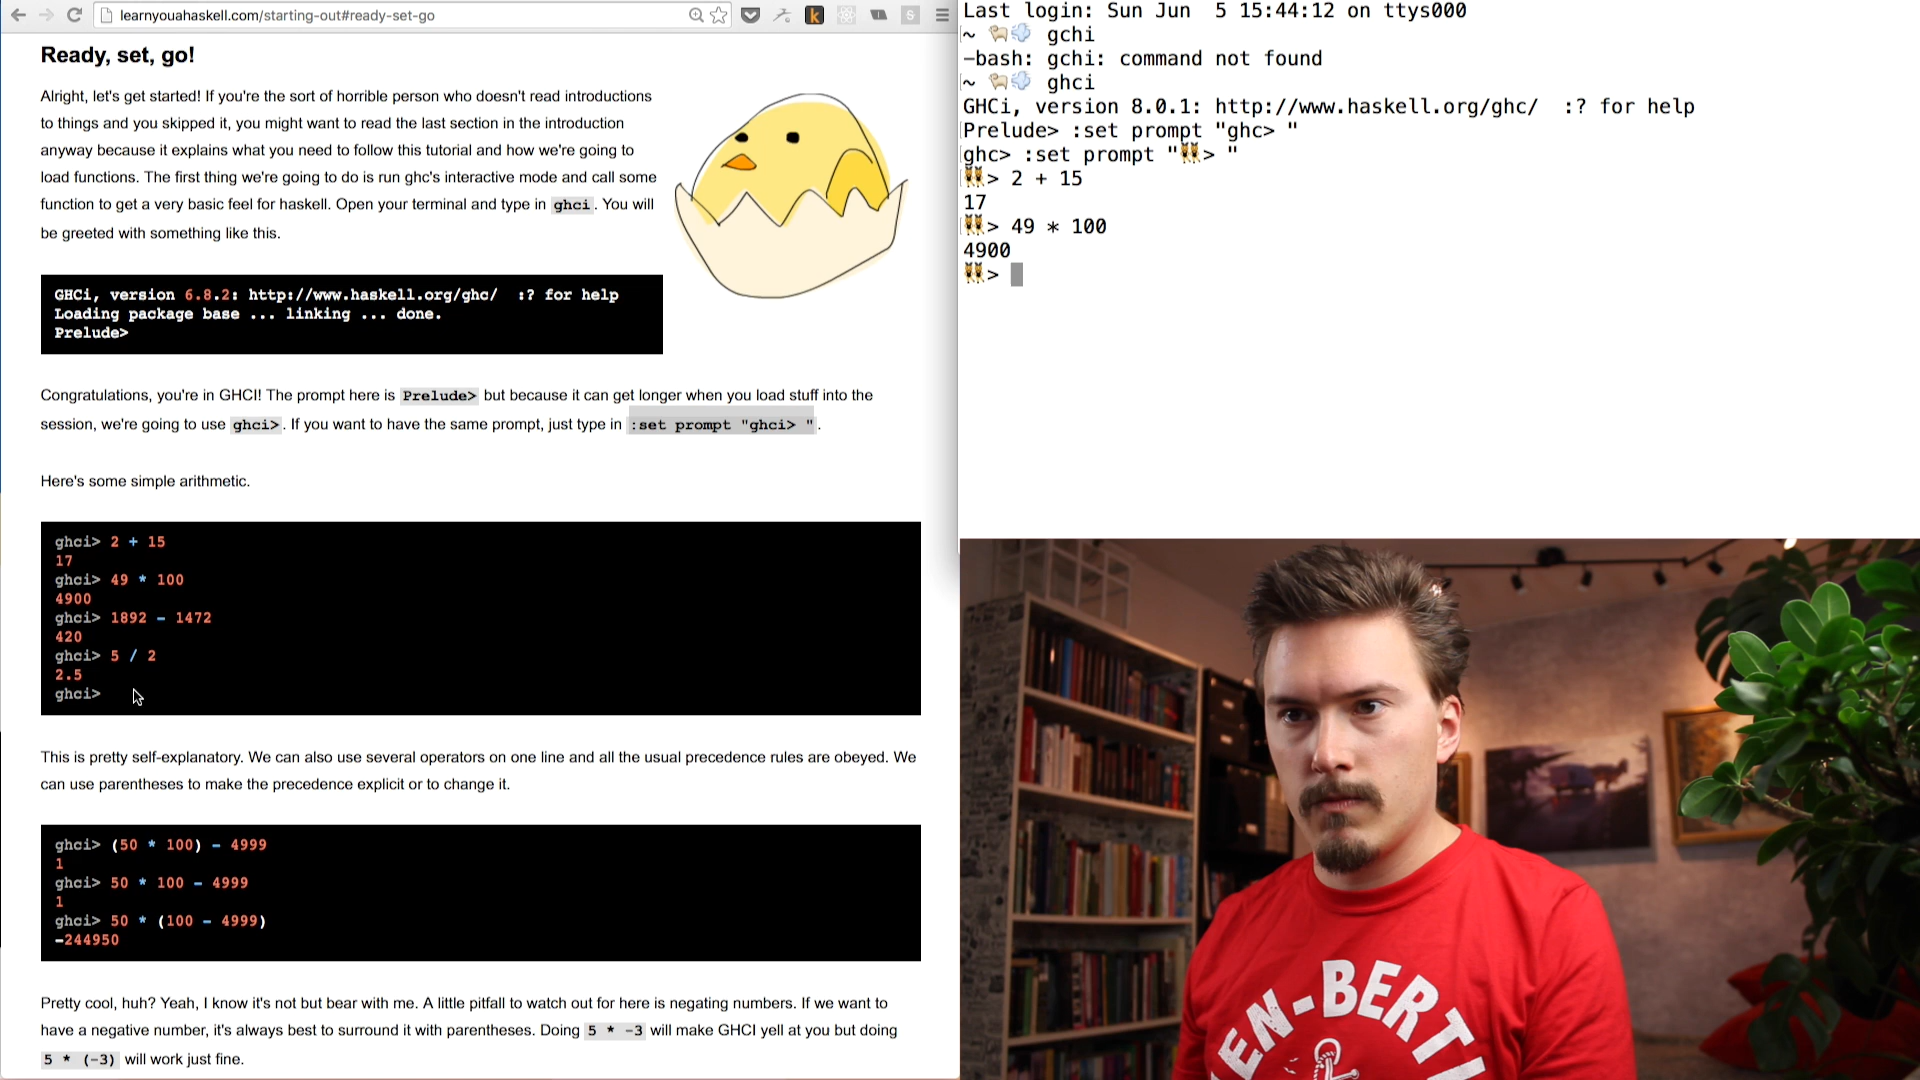 learnyouahaskell.com/starting-out#ready-set-go
Ready, set, go!
Alright, let's get started! If you're the sort of horrible person who doesn't read introductions
to things and you skipped it, you might want to read the last section in the introduction
anyway because it explains what you need to follow this tutorial and how we're going to
load functions. The first thing we're going to do is run ghc's interactive mode and call some
function to get a very basic feel for haskell. Open your terminal and type in ghci. You will
be greeted with something like this.
GHCi, version 6.8.2: http://www.haskell.org/ghc/  :? for help
Loading package base ... linking ... done.
Prelude>
Congratulations, you're in GHCI! The prompt here is Prelude> but because it can get longer when you load stuff into the
session, we're going to use ghci>. If you want to have the same prompt, just type in :set prompt "ghci> ".
Here's some simple arithmetic.
ghci> 2 + 15
17
ghci> 49 * 100
4900
ghci> 1892 - 1472
420
ghci> 5 / 2
2.5
ghci>
This is pretty self-explanatory. We can also use several operators on one line and all the usual precedence rules are obeyed. We
can use parentheses to make the precedence explicit or to change it.
ghci> (50 * 100) - 4999
1
ghci> 50 * 100 - 4999
1
ghci> 50 * (100 - 4999)
-244950
Pretty cool, huh? Yeah, I know it's not but bear with me. A little pitfall to watch out for here is negating numbers. If we want to
have a negative number, it's always best to surround it with parentheses. Doing 5 * -3 will make GHCI yell at you but doing
5 * (-3) will work just fine.
Last login: Sun Jun  5 15:44:12 on ttys000
~ 🐑💨 gchi
-bash: gchi: command not found
~ 🐑💨 ghci
GHCi, version 8.0.1: http://www.haskell.org/ghc/  :? for help
Prelude> :set prompt "ghc> "
ghc> :set prompt "👯> "
👯> 2 + 15
17
👯> 49 * 100
4900
👯>
EN-BERT